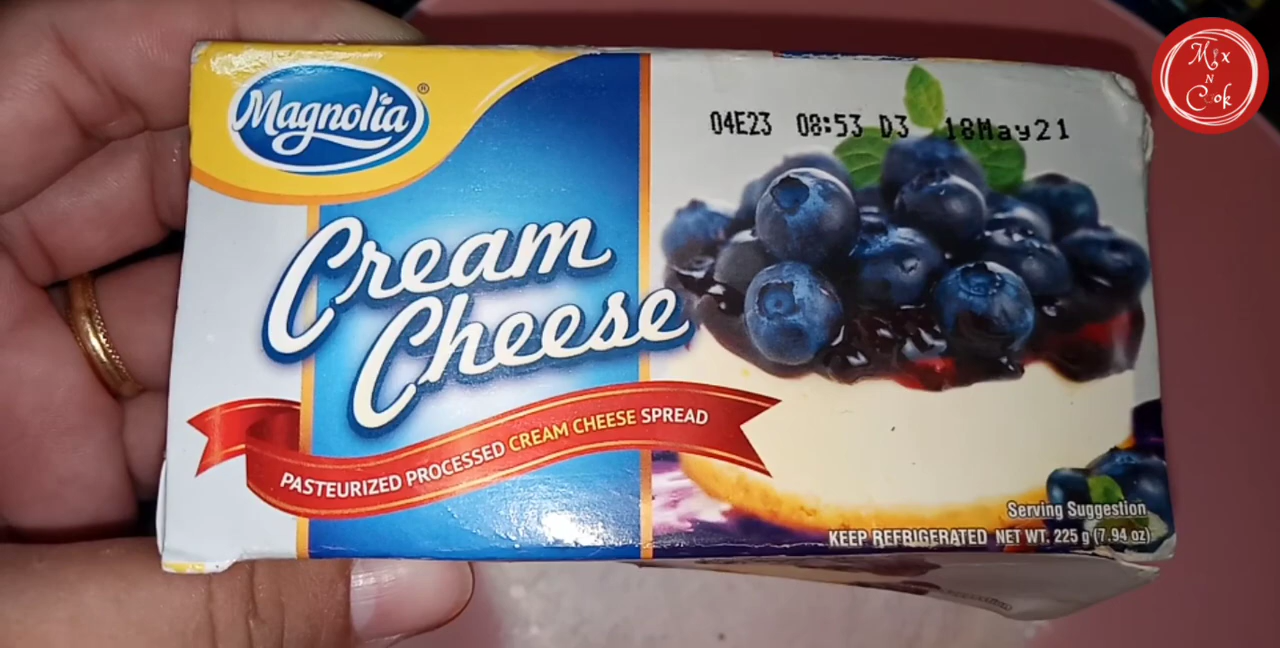 Magnolia®
04E23 08:53 D3 18May21
Cream
Cheese
PASTEURIZED PROCESSED CREAM CHEESE SPREAD
Serving Suggestion
KEEP REFRIGERATED NET WT. 225 g (7.94 oz)
Mix
N
Cook